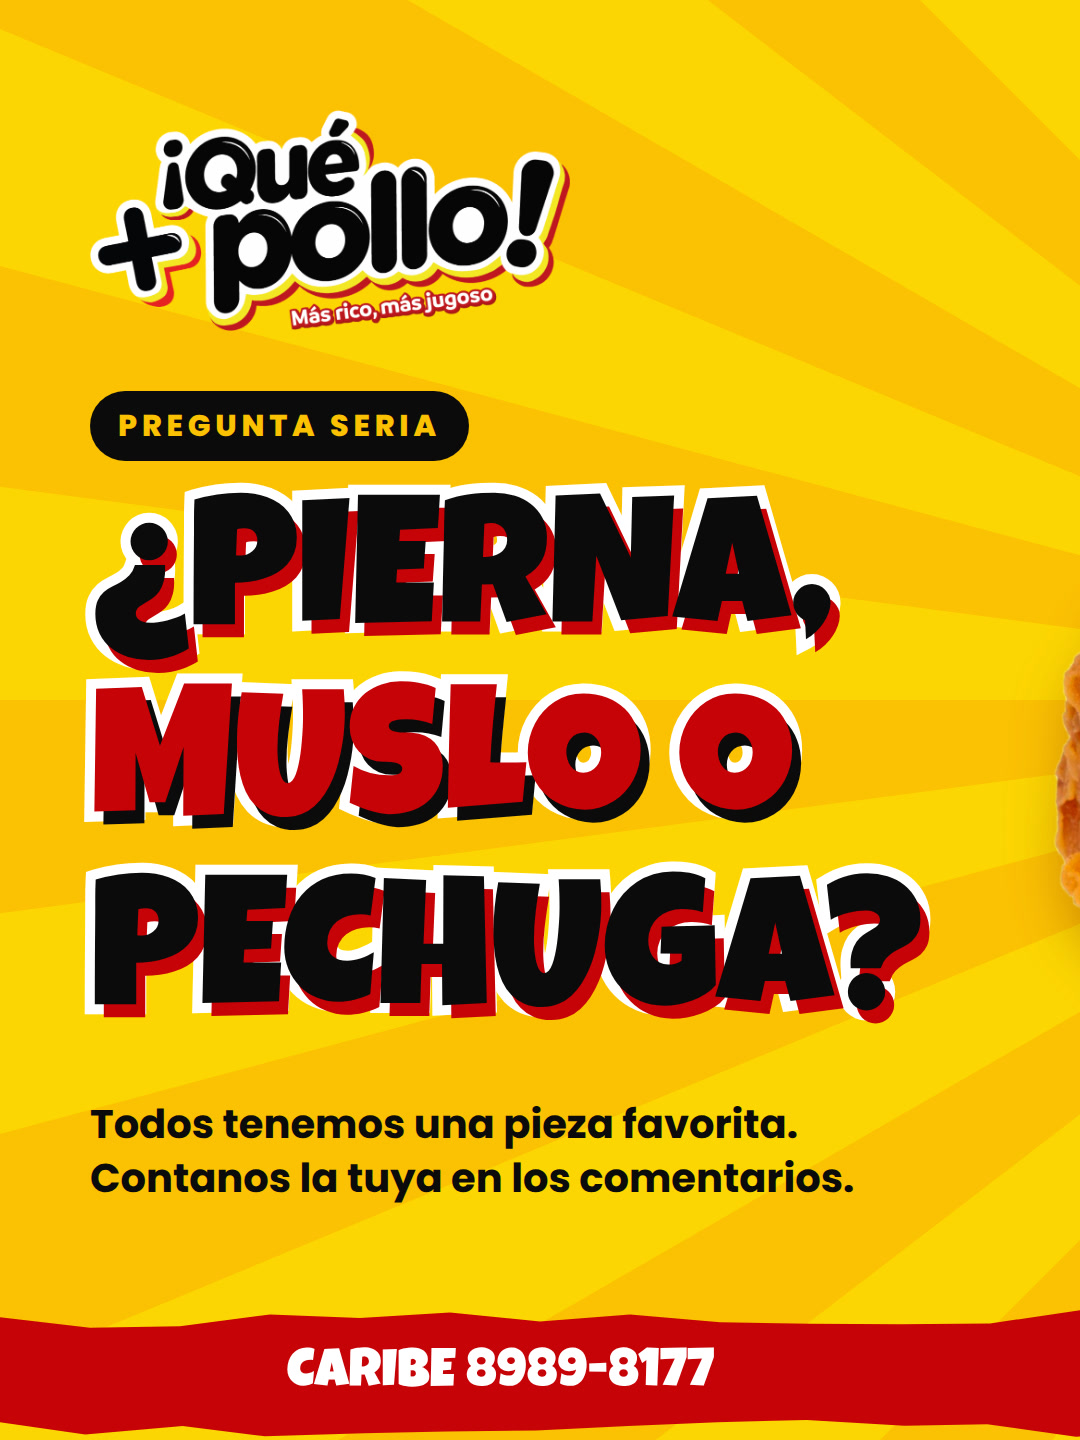 ¡Qué
+ pollo!
Más rico, más jugoso
PREGUNTA SERIA
¿PIERNA,
MUSLO O
PECHUGA?
Todos tenemos una pieza favorita.
Contanos la tuya en los comentarios.
CARIBE 8989-8177